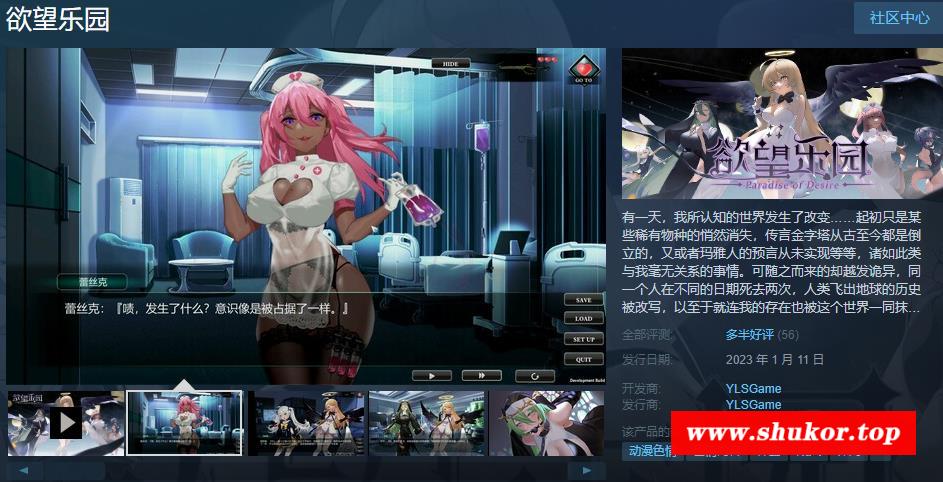 欲望乐园
社区中心
HIDE
GO TO
蕾丝克
蕾丝克：『啧，发生了什么？意识像是被占据了一样。』
SAVE
LOAD
SET UP
QUIT
Development Build
欲望乐园
Paradise of Desire
有一天，我所认知的世界发生了改变……起初只是某
些稀有物种的悄然消失，传言金字塔从古至今都是倒
立的，又或者玛雅人的预言从未实现等等，诸如此类
与我毫无关系的事情。可随之而来的却越发诡异，同
一个人在不同的日期死去两次，人类飞出地球的历史
被改写，以至于就连我的存在也被这个世界一同抹...
全部评测: 多半好评 (56)
发行日期: 2023 年 1 月 11 日
开发商: YLSGame
发行商: YLSGame
该产品的
www.shukor.top
动漫色情
欲望乐园